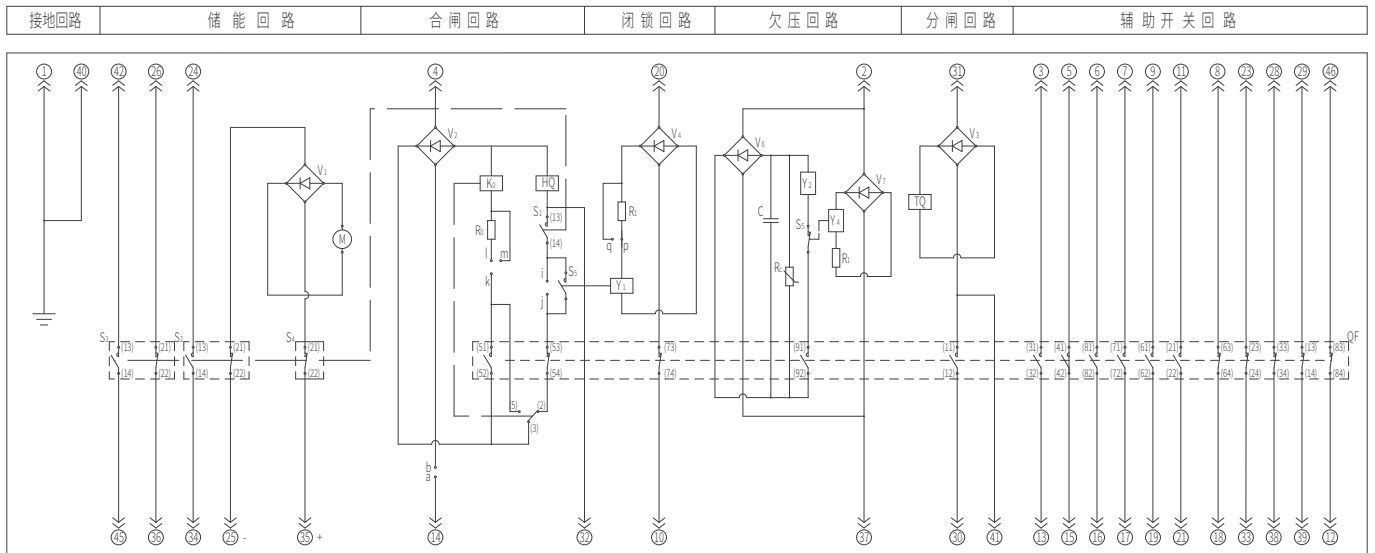 接地回路 储能回路 合闸回路 闭锁回路 欠压回路 分闸回路 辅助开关回路
1 40 42 26 24 4 20 2 31 3 5 6 7 9 11 8 23 28 29 46
V2 V4 V6 V3
V1
K0 HQ Y2 V7
TQ
S1 (13) R1 C Y4
R0 S5
M (14) q p
l m R3
i S6 R2
k Y1
j
S3 S2 S4 QF
(13) (21) (13) (21) (21) (51) (53) (73) (91) (11) (31) (41) (81) (71) (61) (21) (63) (23) (33) (13) (83)
(14) (22) (14) (22) (22) (52) (54) (74) (92) (12) (32) (42) (82) (72) (62) (22) (64) (24) (34) (14) (84)
(5) (2)
(3)
b
a
45 36 34 25 - 35 + 14 32 10 37 30 41 13 15 16 17 19 21 18 33 38 39 12